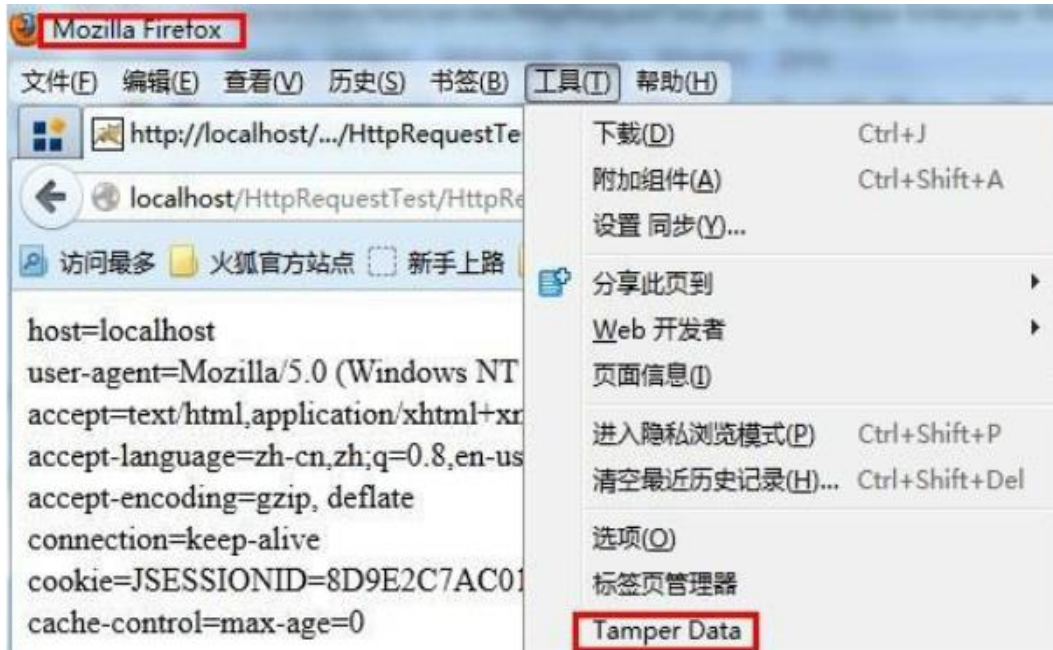 Mozilla Firefox
文件(F) 编辑(E) 查看(V) 历史(S) 书签(B) 工具(T) 帮助(H)
http://localhost/.../HttpRequestTe
localhost/HttpRequestTest/HttpRe
访问最多 火狐官方站点 新手上路
host=localhost
user-agent=Mozilla/5.0 (Windows NT
accept=text/html,application/xhtml+xn
accept-language=zh-cn,zh;q=0.8,en-us
accept-encoding=gzip, deflate
connection=keep-alive
cookie=JSESSIONID=8D9E2C7AC01
cache-control=max-age=0
下载(D) Ctrl+J
附加组件(A) Ctrl+Shift+A
设置 同步(Y)...
分享此页到
Web 开发者
页面信息(I)
进入隐私浏览模式(P) Ctrl+Shift+P
清空最近历史记录(H)... Ctrl+Shift+Del
选项(O)
标签页管理器
Tamper Data